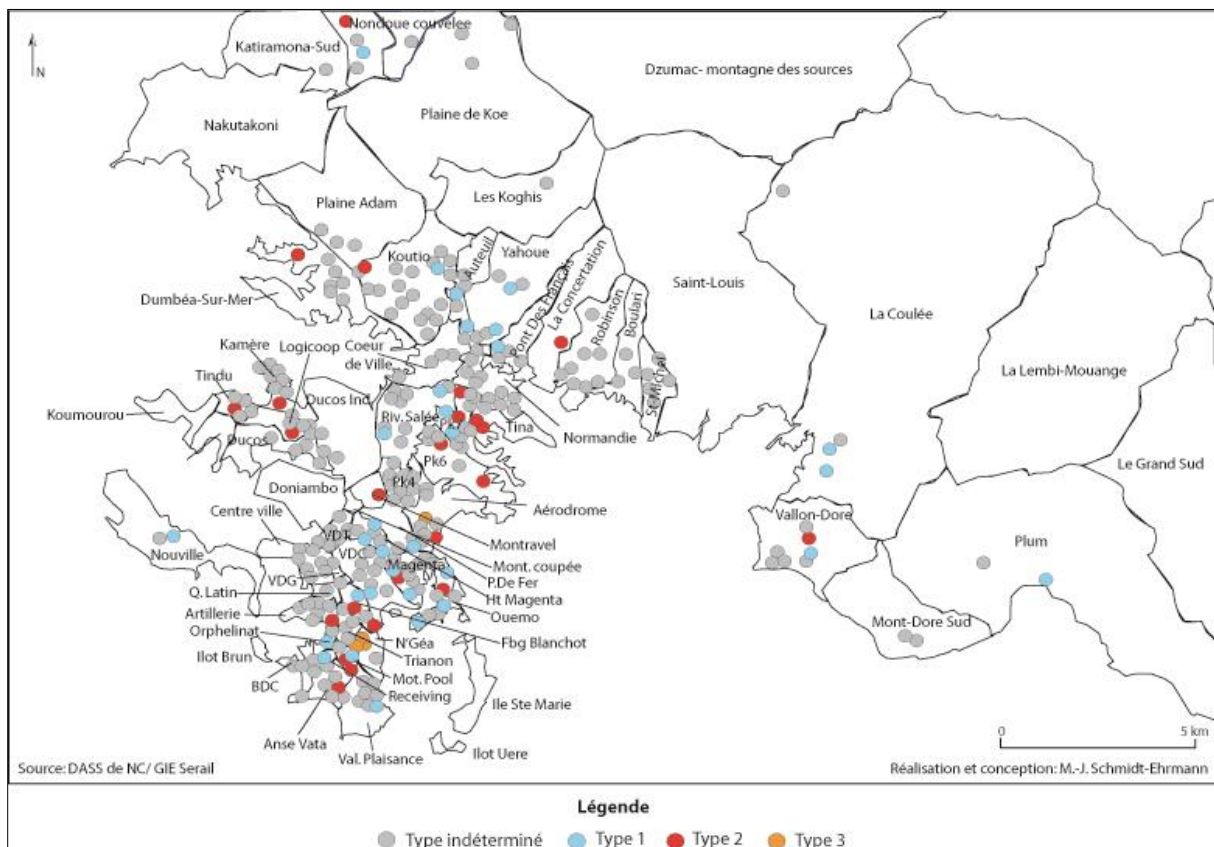 Nondoue couvelee
Katiramona-Sud
N
Dzumac- montagne des sources
Nakutakoni
Plaine de Koe
Les Koghis
Plaine Adam
Koutio
Auteuil
Yahoue
Pont Des Français
La Concertation
Robinson
Boulari
St Michel
Saint-Louis
La Coulée
Dumbéa-Sur-Mer
Kamère
Logicoop
Coeur
de Ville
Tindu
Ducos Ind.
Koumourou
Riv. Salée
La Lembi-Mouange
Ducos
Tina
Normandie
Pk6
Le Grand Sud
Pk4
Doniambo
Aérodrome
Centre ville
Vallon-Dore
VDT
Montravel
Plum
Nouville
VDC
Mont. coupée
Magenta
P.De Fer
VDG
Ht Magenta
Q. Latin
Ouemo
Artillerie
Mont-Dore Sud
Orphelinat
N'Géa
Fbg Blanchot
Ilot Brun
Trianon
Mot. Pool
BDC
Receiving
Ile Ste Marie
Anse Vata
Val. Plaisance
Ilot Uere
0 5 km
Source: DASS de NC/ GIE Serail
Réalisation et conception: M.-J. Schmidt-Ehrmann
Légende
Type indéterminé Type 1 Type 2 Type 3